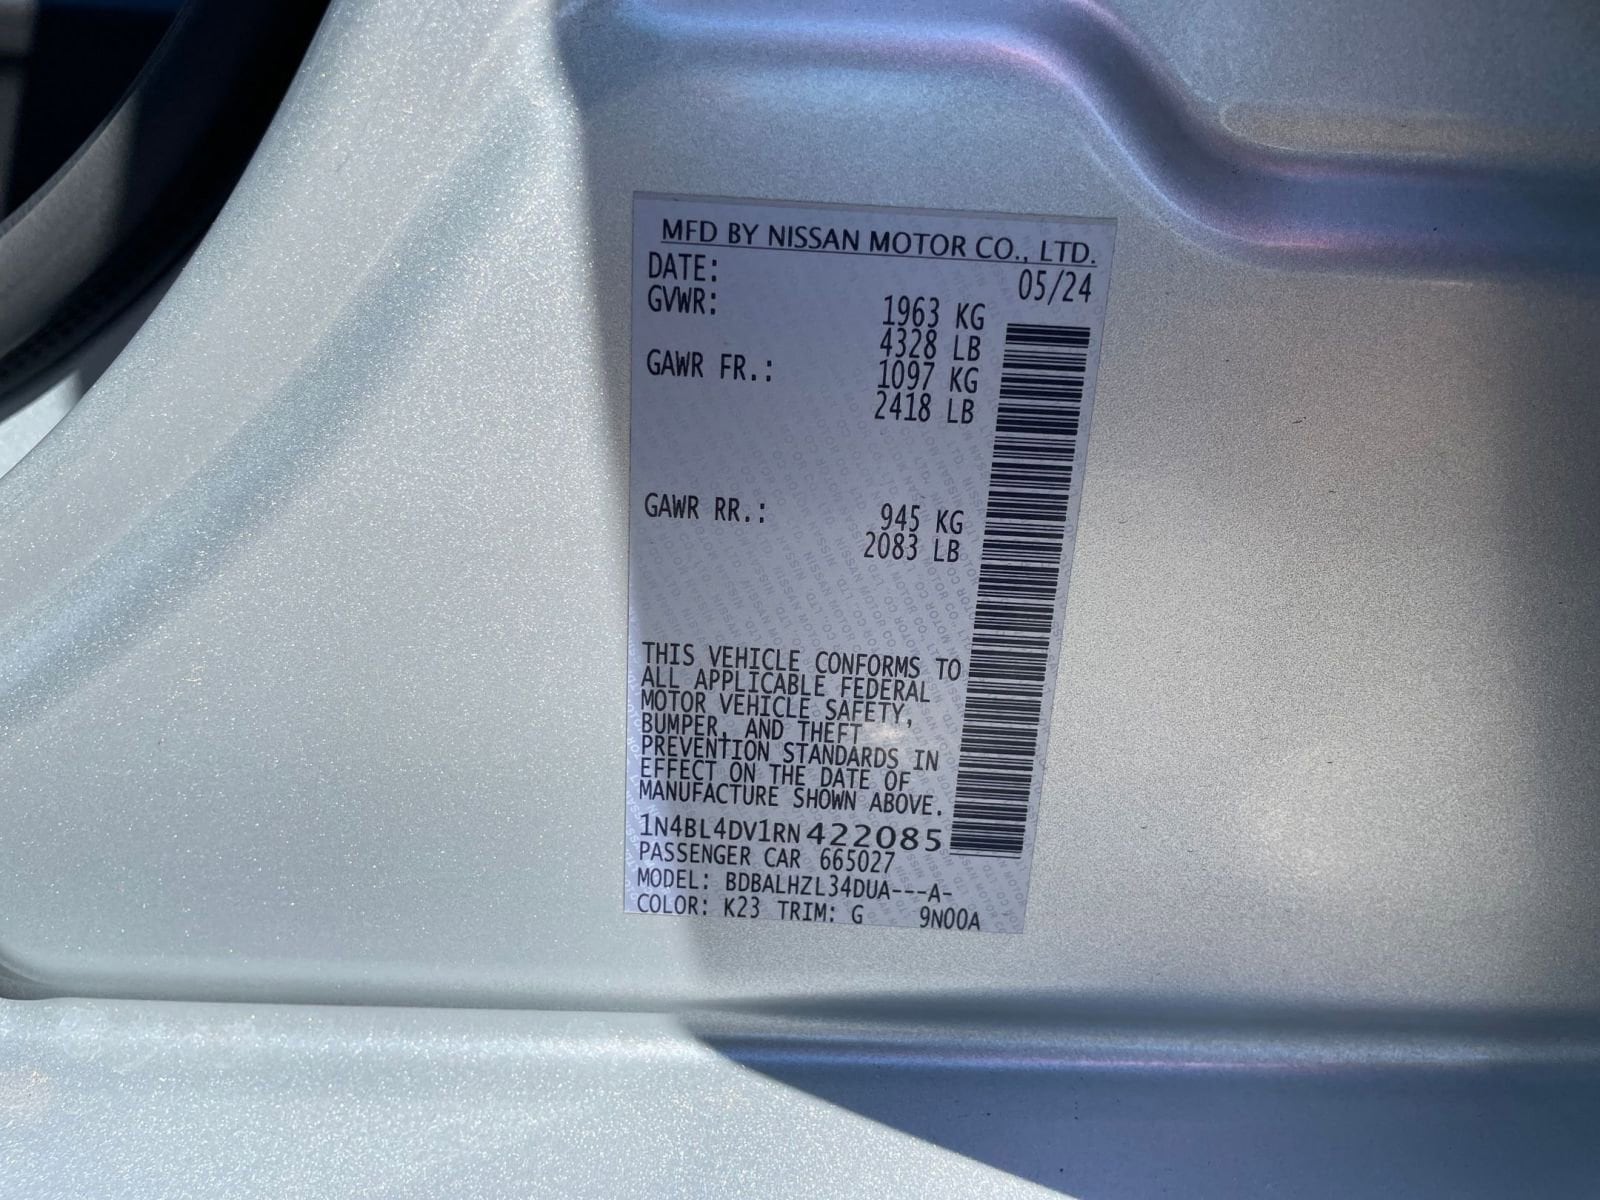 MFD BY NISSAN MOTOR CO., LTD.
DATE: 05/24
GVWR: 1963 KG
4328 LB
GAWR FR.: 1097 KG
2418 LB
GAWR RR.: 945 KG
2083 LB
THIS VEHICLE CONFORMS TO
ALL APPLICABLE FEDERAL
MOTOR VEHICLE SAFETY,
BUMPER, AND THEFT
PREVENTION STANDARDS IN
EFFECT ON THE DATE OF
MANUFACTURE SHOWN ABOVE.
1N4BL4DV1RN422085
PASSENGER CAR 665027
MODEL: BDBALHZL34DUA---A-
COLOR: K23 TRIM: G 9N00A